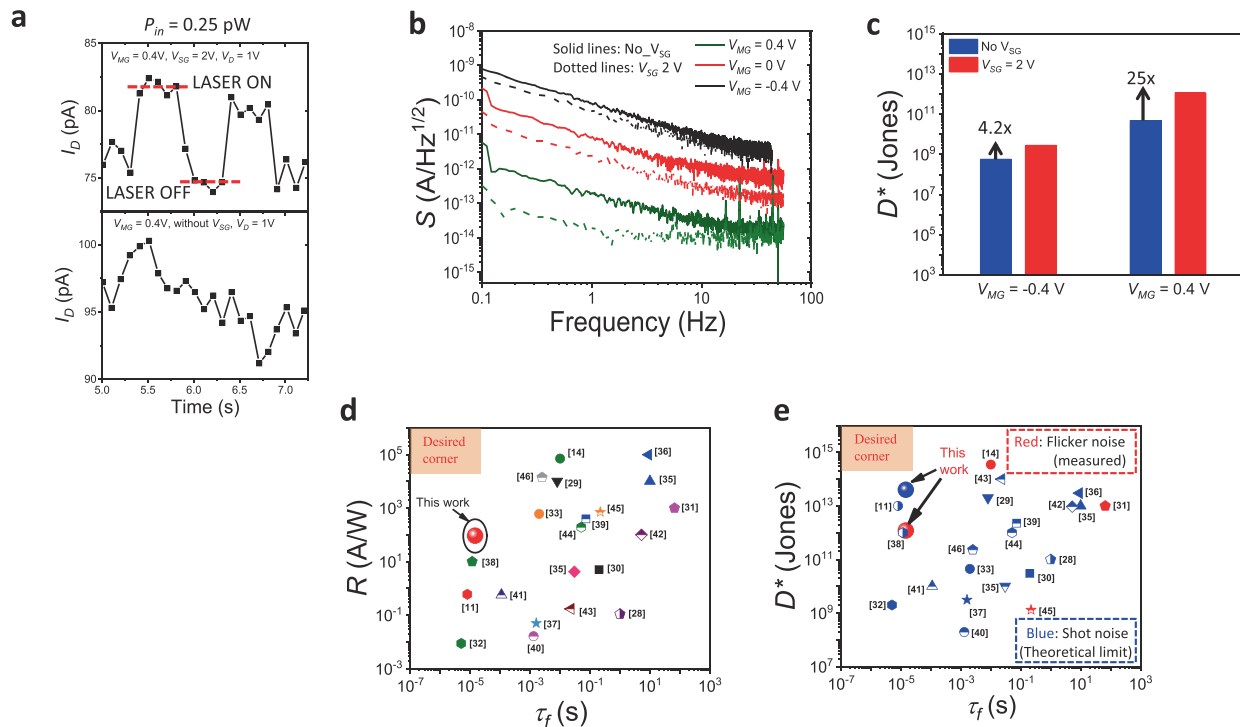 a
P_in = 0.25 pW
85
80
75
V_MG = 0.4V, V_SG = 2V, V_D = 1V
LASER ON
LASER OFF
I_D (pA)
100
95
90
V_MG = 0.4V, without V_SG, V_D = 1V
I_D (pA)
5.0 5.5 6.0 6.5 7.0
Time (s)
b
10^-8
10^-9
10^-10
10^-11
10^-12
10^-13
10^-14
10^-15
S (A/Hz^1/2)
Solid lines: No_V_SG
Dotted lines: V_SG 2 V
V_MG = 0.4 V
V_MG = 0 V
V_MG = -0.4 V
0.1 1 10 100
Frequency (Hz)
c
10^15
10^13
10^11
10^9
10^7
10^5
10^3
D* (Jones)
No V_SG
V_SG = 2 V
4.2x
25x
V_MG = -0.4 V
V_MG = 0.4 V
d
10^5
10^3
10^1
10^-1
10^-3
R (A/W)
Desired
corner
This work
[14]
[36]
[46]
[29]
[35]
[31]
[33]
[45]
[39]
[44]
[42]
[38]
[35]
[30]
[11]
[41]
[43]
[28]
[37]
[40]
[32]
10^-7 10^-5 10^-3 10^-1 10^1 10^3
τ_f (s)
e
10^15
10^13
10^11
10^9
10^7
D* (Jones)
Desired
corner
This
work
Red: Flicker noise
(measured)
[14]
[43]
[36]
[11]
[29]
[42]
[35]
[31]
[39]
[38]
[44]
[46]
[28]
[33]
[30]
[41]
[35]
[37]
[32]
[45]
[40]
Blue: Shot noise
(Theoretical limit)
10^-7 10^-5 10^-3 10^-1 10^1 10^3
τ_f (s)